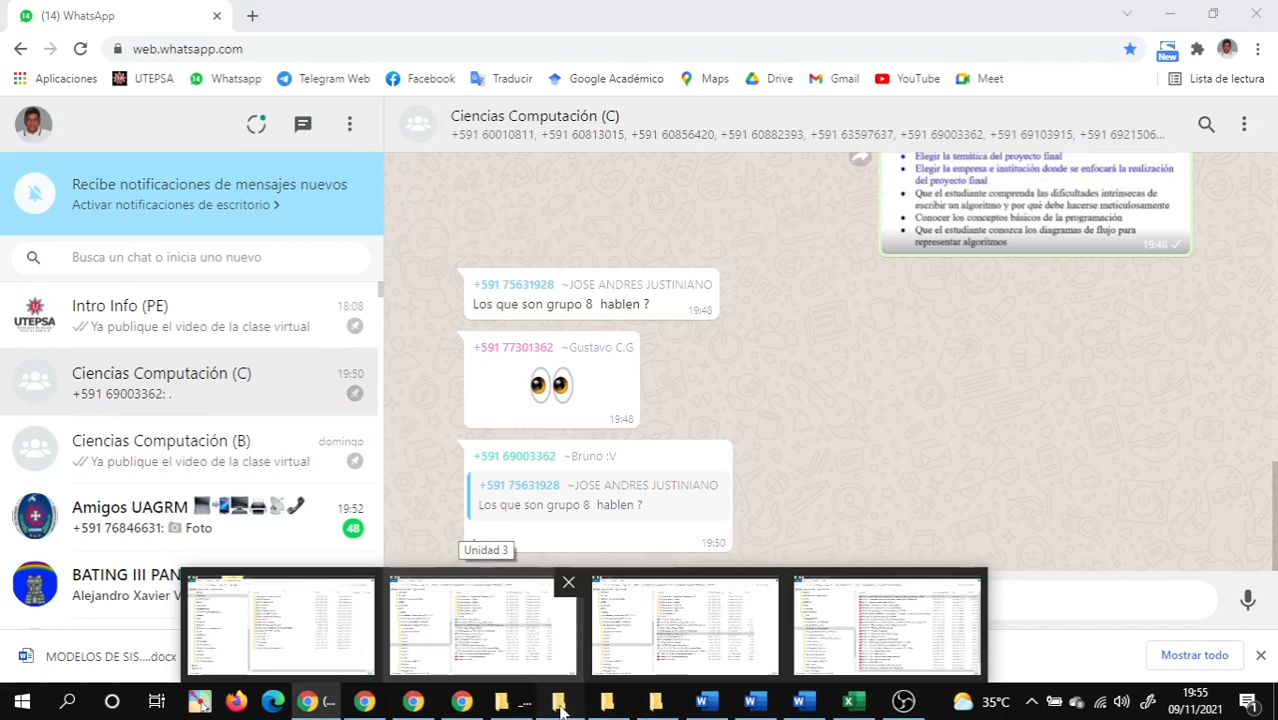 (14) WhatsApp
web.whatsapp.com
New
Aplicaciones
UTEPSA
Whatsapp
Telegram Web
Facebook
Traducir
Google Académico
Maps
Drive
Gmail
YouTube
Meet
Lista de lectura
Ciencias Computación (C)
+591 60010811, +591 60813015, +591 60856420, +591 60882393, +591 63597637, +591 69003362, +591 69103915, +591 6921506...
Recibe notificaciones de mensajes nuevos
Activar notificaciones de escritorio >
Busca un chat o inicia uno nuevo
UTEPSA
Intro Info (PE)
18:08
Ya publique el video de la clase virtual
Ciencias Computación (C)
19:50
+591 69003362: .
Ciencias Computación (B)
domingo
Ya publique el video de la clase virtual
Amigos UAGRM
19:52
+591 76846631: Foto
48
BATING III PAN
Alejandro Xavier V
• Elegir la temática del proyecto final
• Elegir la empresa e institución donde se enfocará la realización
del proyecto final
• Que el estudiante comprenda las dificultades intrínsecas de
escribir un algoritmo y por qué debe hacerse meticulosamente
• Conocer los conceptos básicos de la programación
• Que el estudiante conozca los diagramas de flujo para
representar algoritmos
19:48
+591 75631928 ~JOSE ANDRES JUSTINIANO
Los que son grupo 8 hablen ?
19:48
+591 77301362 ~Gustavo C.G
19:48
+591 69003362 ~Bruno :V
+591 75631928 ~JOSE ANDRES JUSTINIANO
Los que son grupo 8 hablen ?
.
19:50
Unidad 3
Mostrar todo
(...
_...
35°C
19:55
09/11/2021
1